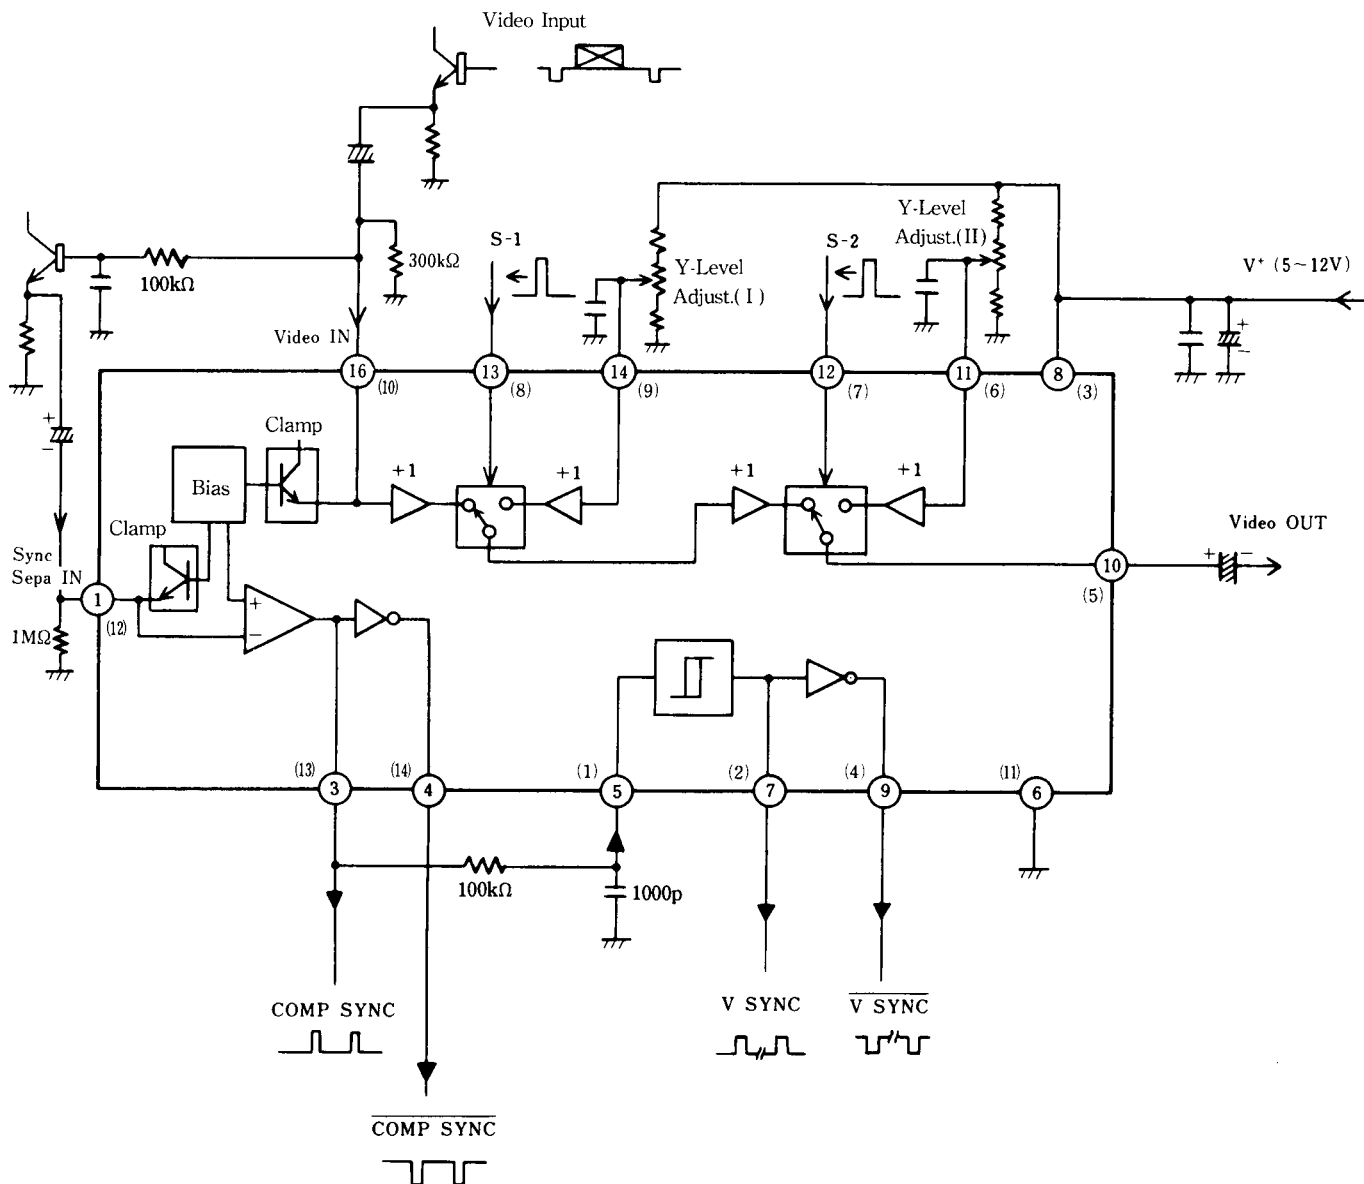 Video Input
300kΩ
100kΩ
S-1
Y-Level
Adjust.( I )
S-2
Y-Level
Adjust.(II)
V⁺ (5~12V)
Video IN
16
(10)
13
(8)
14
(9)
12
(7)
11
(6)
8
(3)
+
−
+
−
Clamp
Bias
+1
+1
+1
+1
Clamp
Sync
Sepa IN
1
(12)
1MΩ
+
−
Video OUT
+
−
10
(5)
(13)
3
(14)
4
(1)
5
(2)
7
(4)
9
(11)
6
100kΩ
1000p
COMP SYNC
V SYNC
V SYNC
COMP SYNC